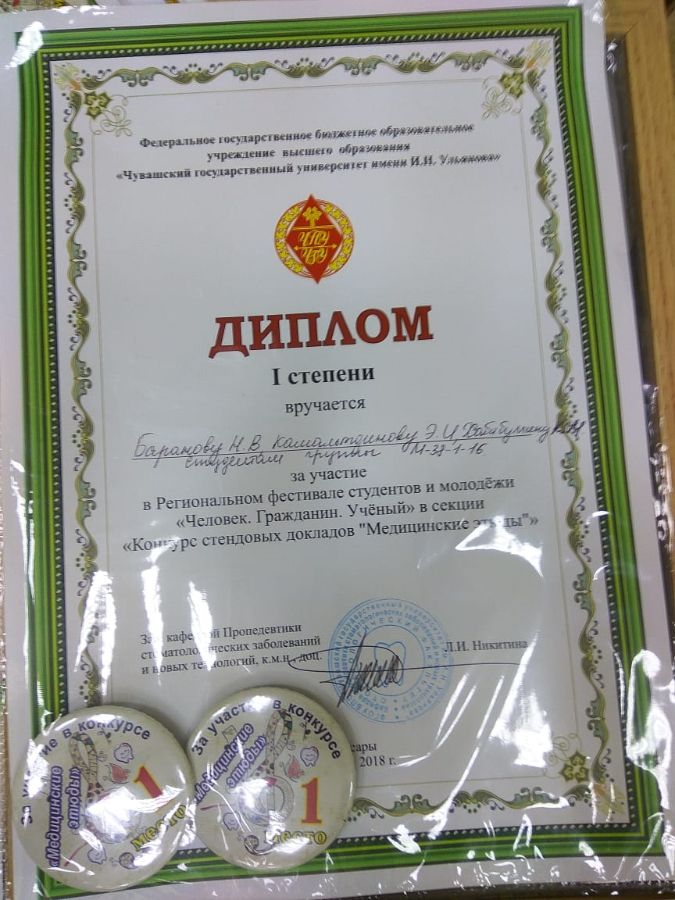 Федеральное государственное бюджетное образовательное
учреждение высшего образования
«Чувашский государственный университет имени И.Н. Ульянова»
ЧГУ
ДИПЛОМ
I степени
вручается
Баранову Н.В, Камалтдинову Э.И,
студентам группы М-37-1-16
за участие
в Региональном фестивале студентов и молодёжи
«Человек. Гражданин. Учёный» в секции
«Конкурс стендовых докладов "Медицинские этюды"»
Зав. кафедрой Пропедевтики
стоматологических заболеваний
и новых технологий, к.м.н., доц.
Л.И. Никитина
2018 г.
За участие в конкурсе
«Медицинские
этюды»
1
место
За участие в конкурсе
«Медицинские
этюды»
1
место